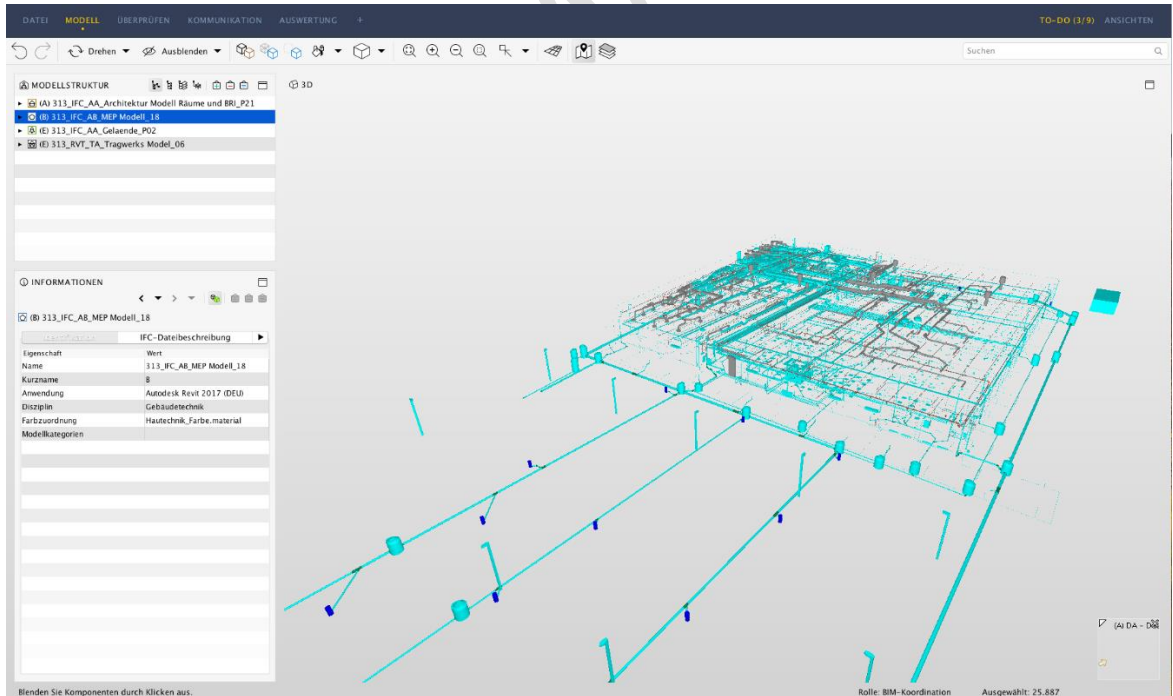 DATEI MODELL ÜBERPRÜFEN KOMMUNIKATION AUSWERTUNG + TO-DO (3/9) ANSICHTEN
Drehen Ausblenden Suchen
MODELLSTRUKTUR
3D
(A) 313_IFC_AA_Architektur Modell Räume und BRI_P21
(B) 313_IFC_AB_MEP Modell_18
(E) 313_IFC_AA_Gelaende_P02
(E) 313_RVT_TA_Tragwerks Model_06
INFORMATIONEN
(B) 313_IFC_AB_MEP Modell_18
IFC-Dateibeschreibung
Eigenschaft Wert
Name 313_IFC_AB_MEP Modell_18
Kurzname B
Anwendung Autodesk Revit 2017 (DEU)
Disziplin Gebäudetechnik
Farbzuordnung Hautechnik_Farbe.material
Modellkategorien
(A) DA -
Blenden Sie Komponenten durch Klicken aus. Rolle: BIM-Koordination Ausgewählt: 25.887